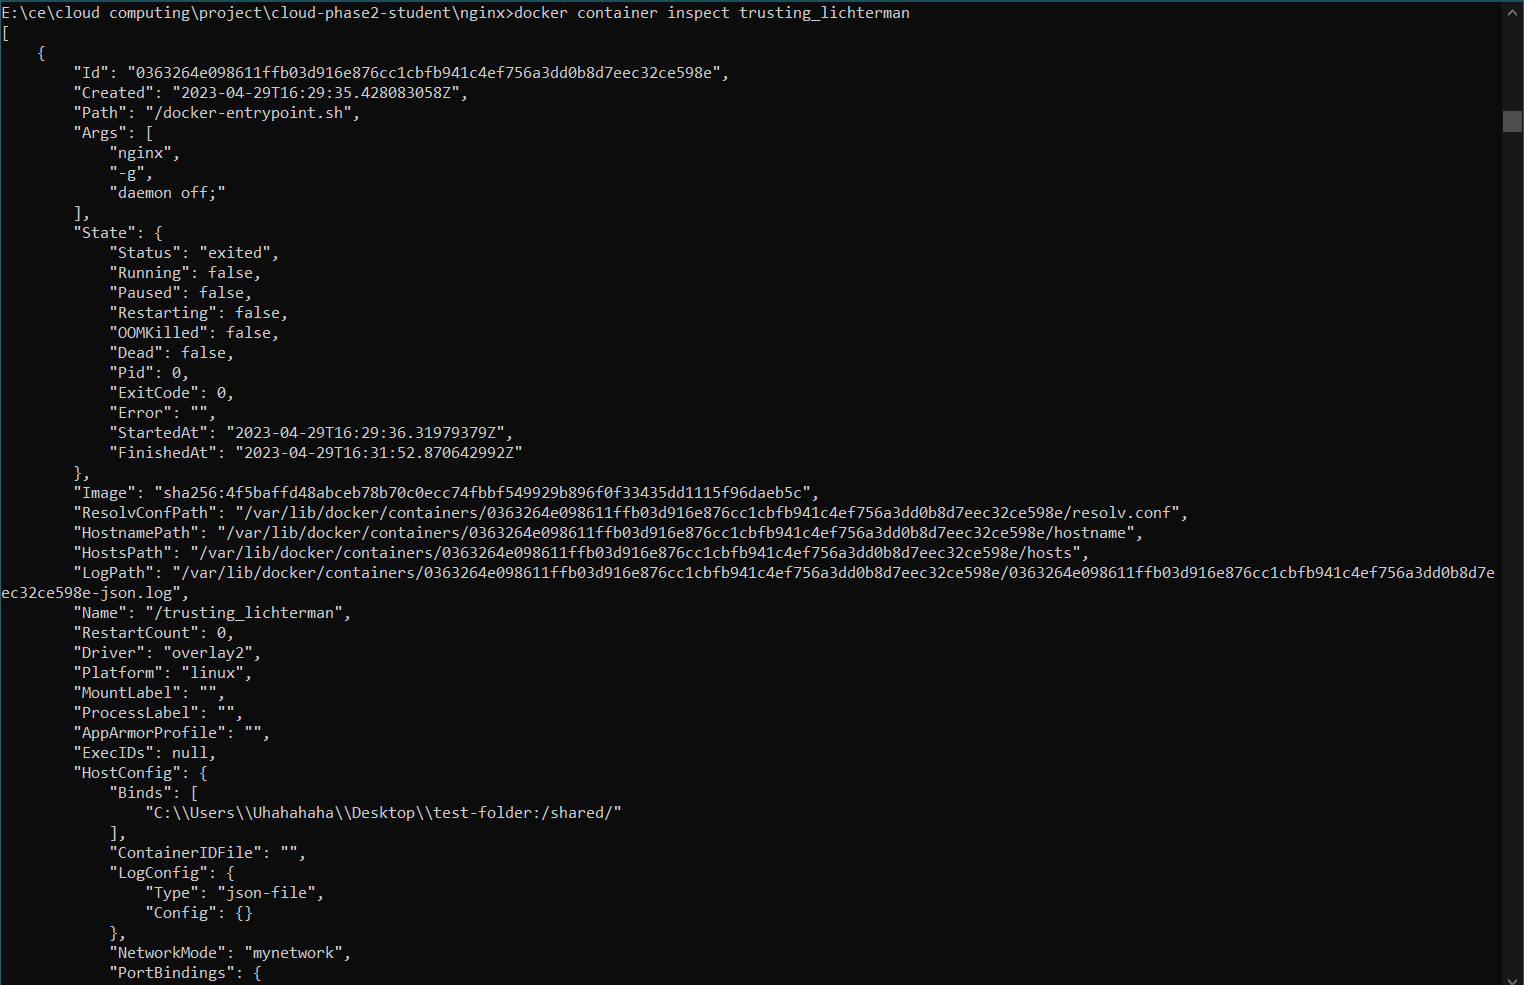 E:\ce\cloud computing\project\cloud-phase2-student\nginx>docker container inspect trusting_lichterman
[
    {
        "Id": "0363264e098611ffb03d916e876cc1cbfb941c4ef756a3dd0b8d7eec32ce598e",
        "Created": "2023-04-29T16:29:35.428083058Z",
        "Path": "/docker-entrypoint.sh",
        "Args": [
            "nginx",
            "-g",
            "daemon off;"
        ],
        "State": {
            "Status": "exited",
            "Running": false,
            "Paused": false,
            "Restarting": false,
            "OOMKilled": false,
            "Dead": false,
            "Pid": 0,
            "ExitCode": 0,
            "Error": "",
            "StartedAt": "2023-04-29T16:29:36.31979379Z",
            "FinishedAt": "2023-04-29T16:31:52.870642992Z"
        },
        "Image": "sha256:4f5baffd48abceb78b70c0ecc74fbbf549929b896f0f33435dd1115f96daeb5c",
        "ResolvConfPath": "/var/lib/docker/containers/0363264e098611ffb03d916e876cc1cbfb941c4ef756a3dd0b8d7eec32ce598e/resolv.conf",
        "HostnamePath": "/var/lib/docker/containers/0363264e098611ffb03d916e876cc1cbfb941c4ef756a3dd0b8d7eec32ce598e/hostname",
        "HostsPath": "/var/lib/docker/containers/0363264e098611ffb03d916e876cc1cbfb941c4ef756a3dd0b8d7eec32ce598e/hosts",
        "LogPath": "/var/lib/docker/containers/0363264e098611ffb03d916e876cc1cbfb941c4ef756a3dd0b8d7eec32ce598e/0363264e098611ffb03d916e876cc1cbfb941c4ef756a3dd0b8d7e
ec32ce598e-json.log",
        "Name": "/trusting_lichterman",
        "RestartCount": 0,
        "Driver": "overlay2",
        "Platform": "linux",
        "MountLabel": "",
        "ProcessLabel": "",
        "AppArmorProfile": "",
        "ExecIDs": null,
        "HostConfig": {
            "Binds": [
                "C:\\Users\\Uhahahaha\\Desktop\\test-folder:/shared/"
            ],
            "ContainerIDFile": "",
            "LogConfig": {
                "Type": "json-file",
                "Config": {}
            },
            "NetworkMode": "mynetwork",
            "PortBindings": {